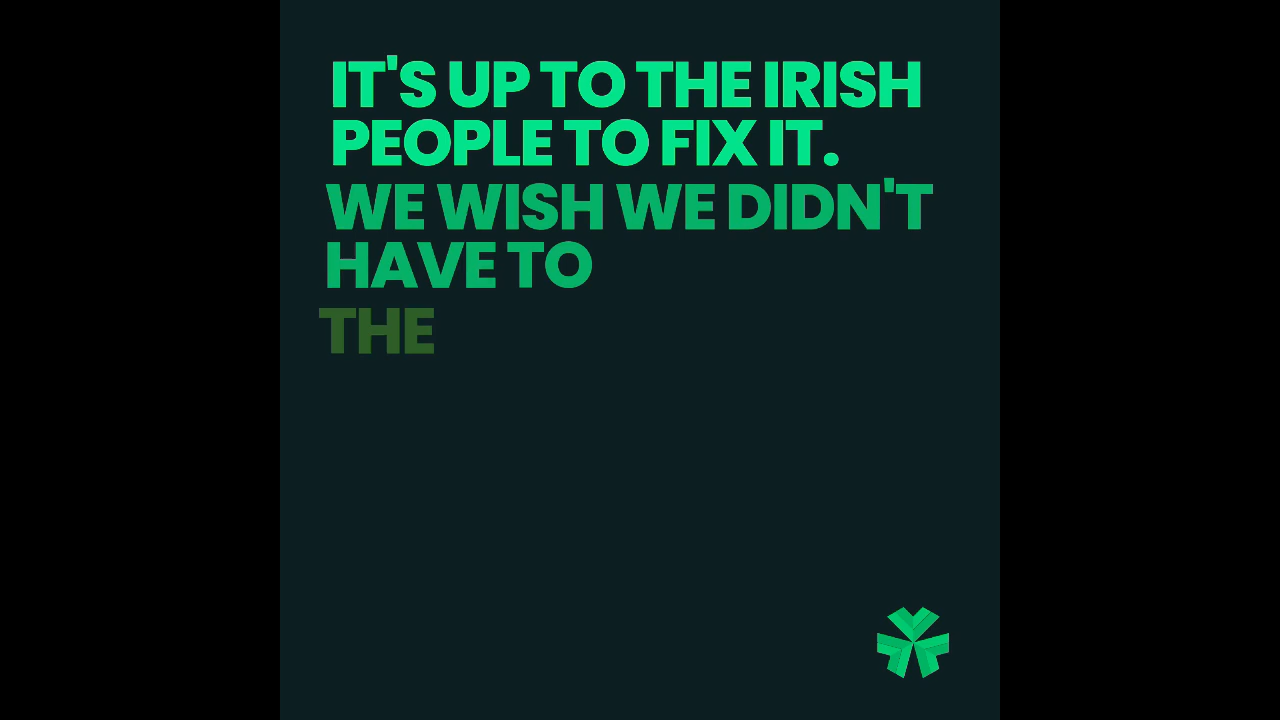 IT'S UP TO THE IRISH
PEOPLE TO FIX IT.
WE WISH WE DIDN'T
HAVE TO
THE